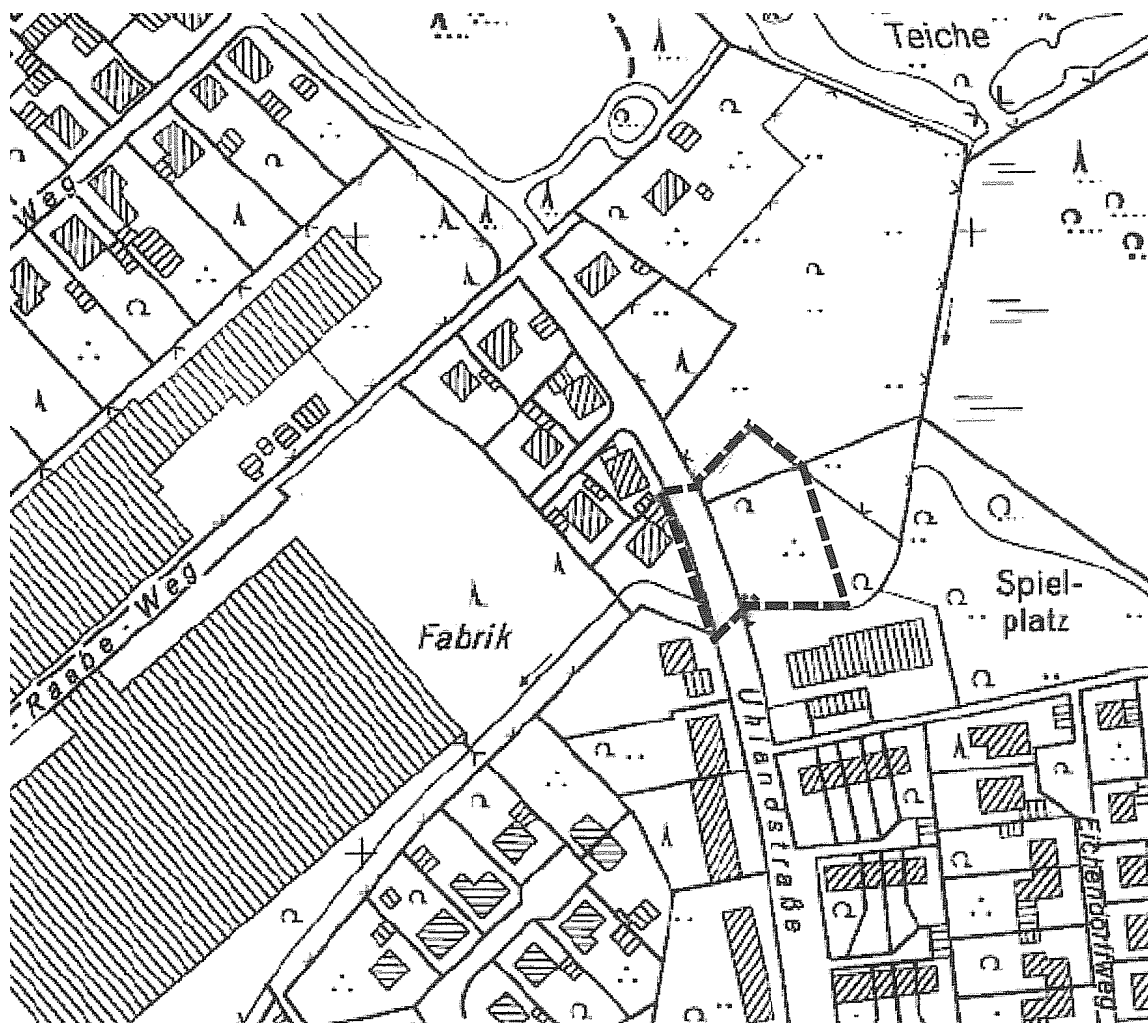 Teiche
Weg
Spiel-
platz
Fabrik
- Raabe - Weg
Uhlandstraße
Eichendorffweg